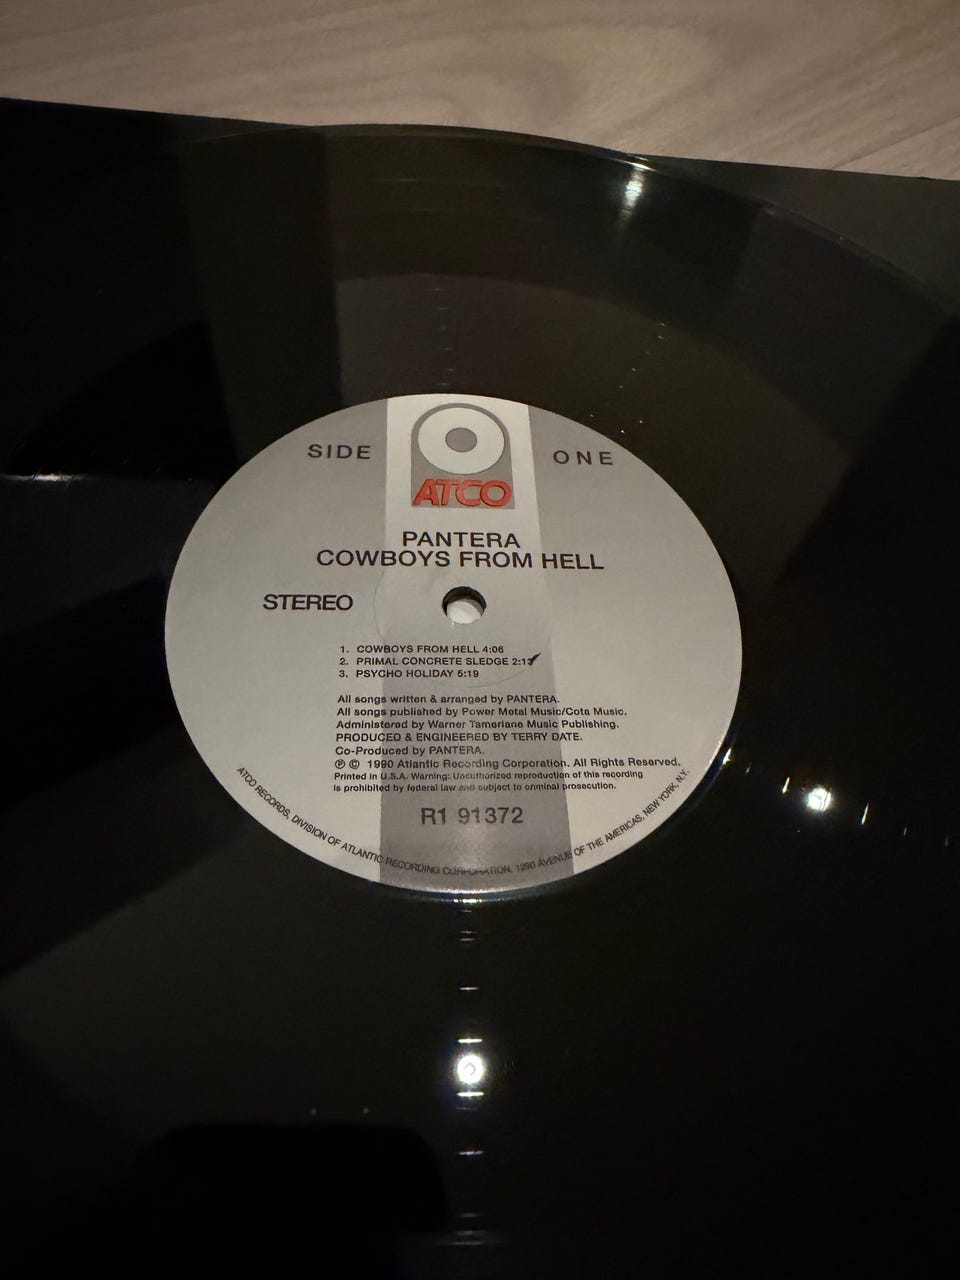 SIDE ONE
ATCO
PANTERA
COWBOYS FROM HELL
STEREO
1. COWBOYS FROM HELL 4:06
2. PRIMAL CONCRETE SLEDGE 2:13
3. PSYCHO HOLIDAY 5:19
All songs written & arranged by PANTERA.
All songs published by Power Metal Music/Cota Music.
Administered by Warner Tamerlane Music Publishing.
PRODUCED & ENGINEERED BY TERRY DATE.
Co-Produced by PANTERA.
℗ © 1990 Atlantic Recording Corporation. All Rights Reserved.
Printed in U.S.A. Warning: Unauthorized reproduction of this recording
is prohibited by federal law and subject to criminal prosecution.
R1 91372
ATCO RECORDS, DIVISION OF ATLANTIC RECORDING CORPORATION, 1290 AVENUE OF THE AMERICAS, NEW YORK, N.Y.